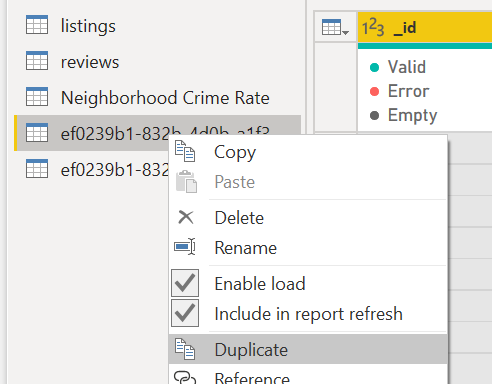 listings
reviews
Neighborhood Crime Rate
ef0239b1-832b-4d0b-a1f3
ef0239b1-832
Copy
Paste
Delete
Rename
Enable load
Include in report refresh
Duplicate
Reference
123 _id
Valid
Error
Empty